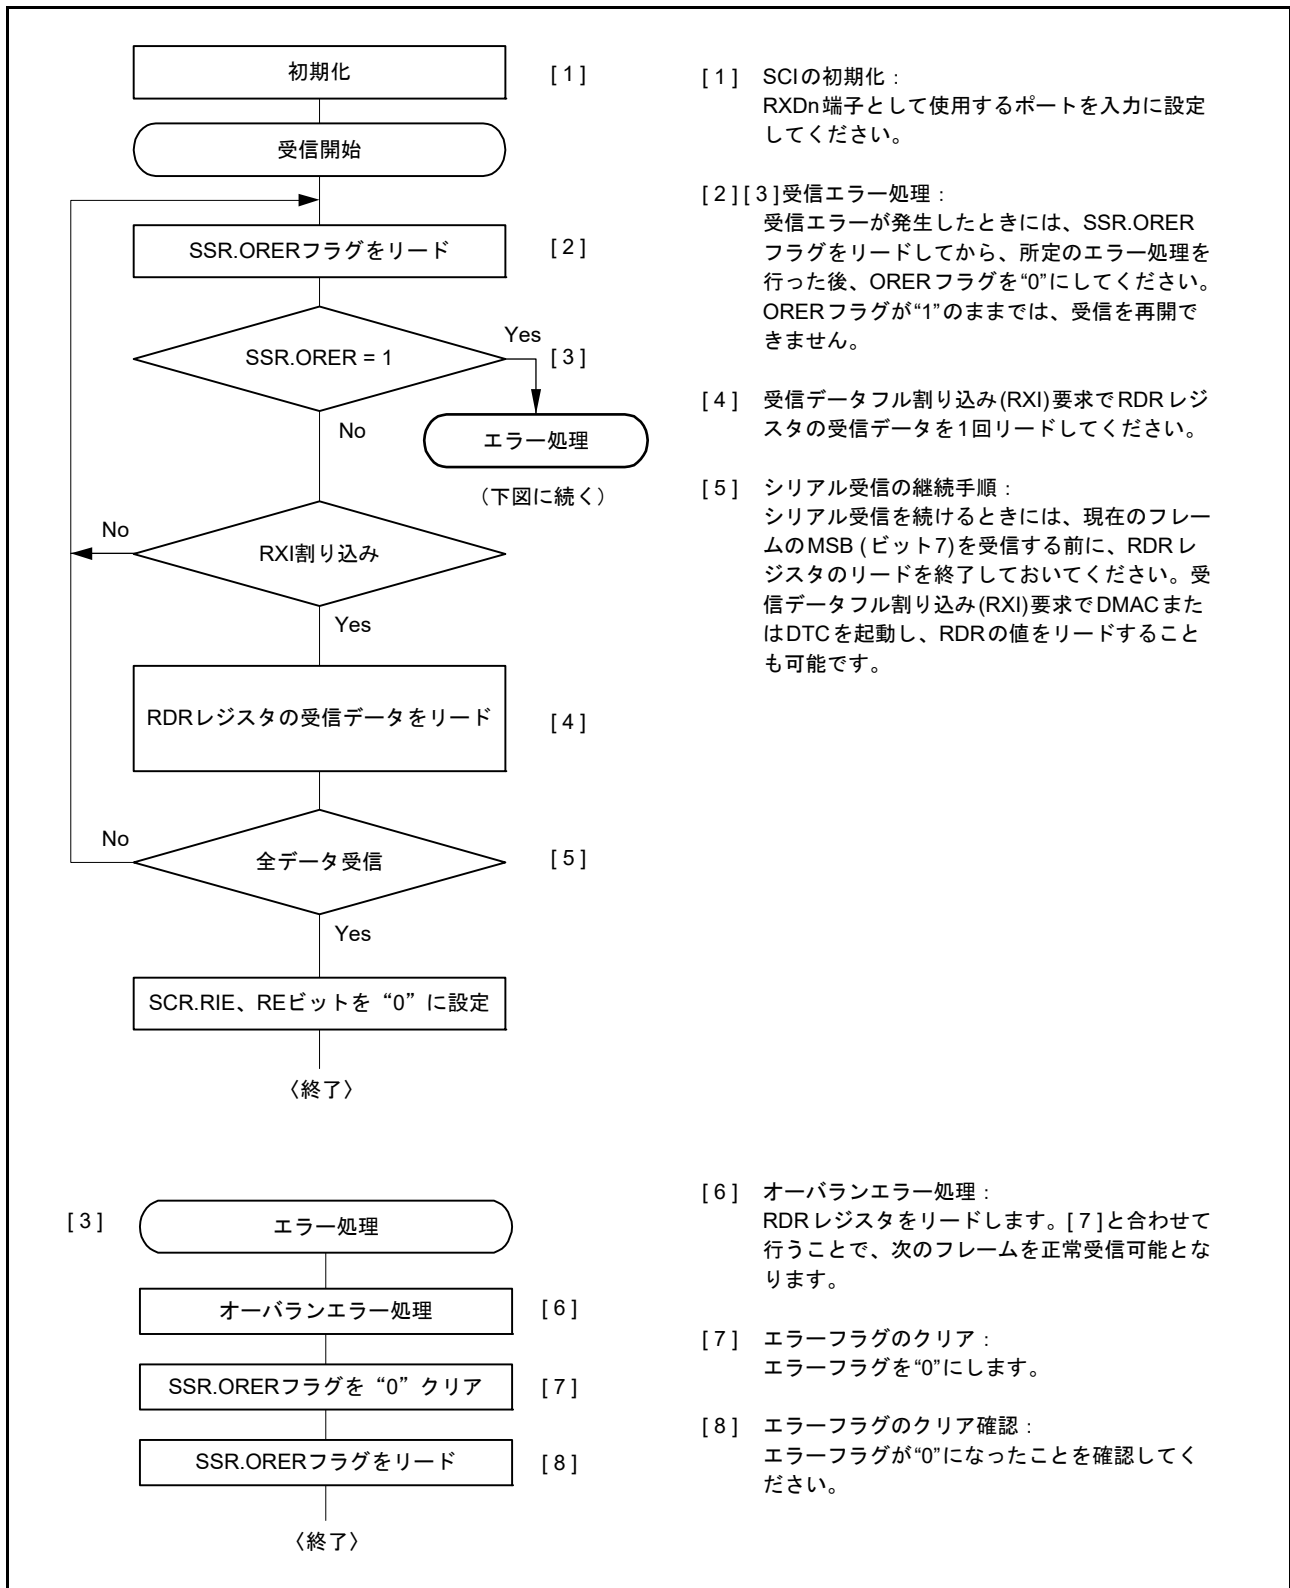 初期化
[ 1 ]
受信開始
SSR.ORERフラグをリード
[ 2 ]
SSR.ORER = 1
Yes
[ 3 ]
No
エラー処理
（下図に続く）
No
RXI割り込み
Yes
RDRレジスタの受信データをリード
[ 4 ]
No
全データ受信
[ 5 ]
Yes
SCR.RIE、REビットを“0”に設定
〈終了〉
[ 1 ] SCIの初期化：
RXDn端子として使用するポートを入力に設定
してください。
[ 2 ][ 3 ]受信エラー処理：
受信エラーが発生したときには、SSR.ORER
フラグをリードしてから、所定のエラー処理を
行った後、ORERフラグを“0”にしてください。
ORERフラグが“1”のままでは、受信を再開で
きません。
[ 4 ] 受信データフル割り込み(RXI)要求でRDRレジ
スタの受信データを1回リードしてください。
[ 5 ] シリアル受信の継続手順：
シリアル受信を続けるときには、現在のフレー
ムのMSB (ビット7)を受信する前に、RDRレ
ジスタのリードを終了しておいてください。受
信データフル割り込み(RXI)要求でDMACまた
はDTCを起動し、RDRの値をリードすること
も可能です。
[ 3 ]
エラー処理
オーバランエラー処理
[ 6 ]
SSR.ORERフラグを“0”クリア
[ 7 ]
SSR.ORERフラグをリード
[ 8 ]
〈終了〉
[ 6 ] オーバランエラー処理：
RDRレジスタをリードします。[ 7 ]と合わせて
行うことで、次のフレームを正常受信可能とな
ります。
[ 7 ] エラーフラグのクリア：
エラーフラグを“0”にします。
[ 8 ] エラーフラグのクリア確認：
エラーフラグが“0”になったことを確認してく
ださい。